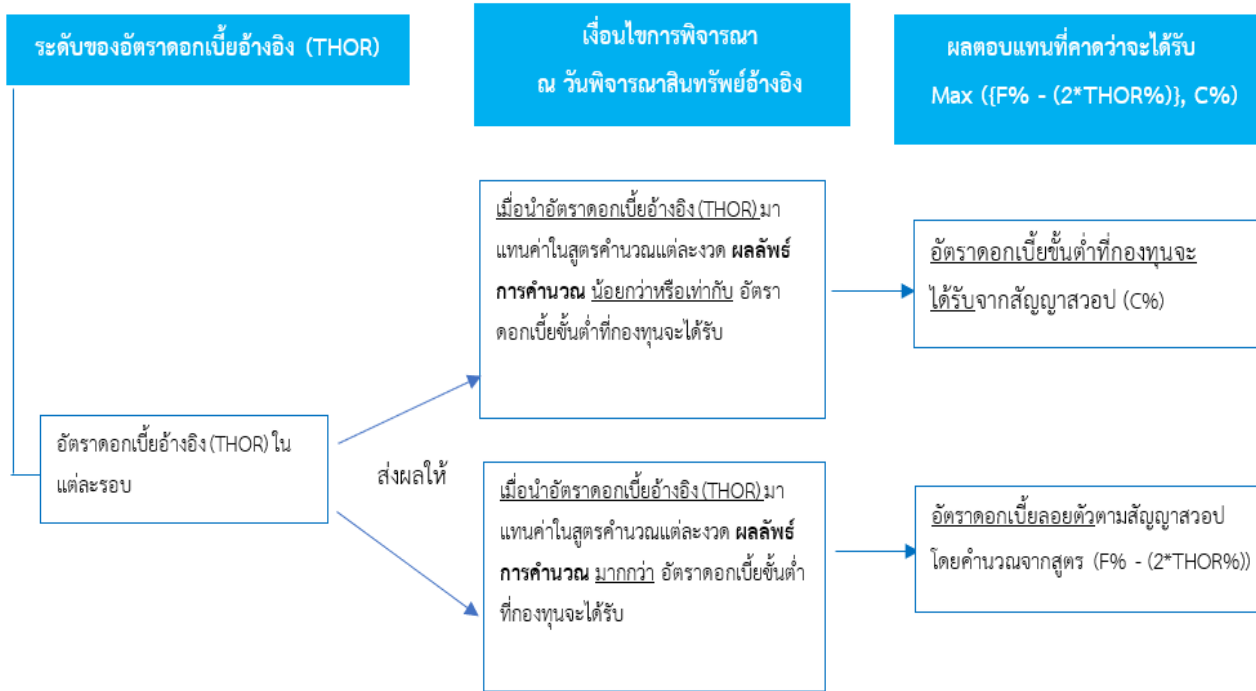 ระดับของอัตราดอกเบี้ยอ้างอิง (THOR)
เงื่อนไขการพิจารณา
ณ วันพิจารณาสินทรัพย์อ้างอิง
ผลตอบแทนที่คาดว่าจะได้รับ
Max ({F% - (2*THOR%)}, C%)
เมื่อนำอัตราดอกเบี้ยอ้างอิง (THOR) มา
แทนค่าในสูตรคำนวณแต่ละงวด ผลลัพธ์
การคำนวณ น้อยกว่าหรือเท่ากับ อัตรา
ดอกเบี้ยขั้นต่ำที่กองทุนจะได้รับ
อัตราดอกเบี้ยขั้นต่ำที่กองทุนจะ
ได้รับจากสัญญาสวอป (C%)
อัตราดอกเบี้ยอ้างอิง (THOR) ใน
แต่ละรอบ
ส่งผลให้
เมื่อนำอัตราดอกเบี้ยอ้างอิง (THOR) มา
แทนค่าในสูตรคำนวณแต่ละงวด ผลลัพธ์
การคำนวณ มากกว่า อัตราดอกเบี้ยขั้นต่ำ
ที่กองทุนจะได้รับ
อัตราดอกเบี้ยลอยตัวตามสัญญาสวอป
โดยคำนวณจากสูตร (F% - (2*THOR%))